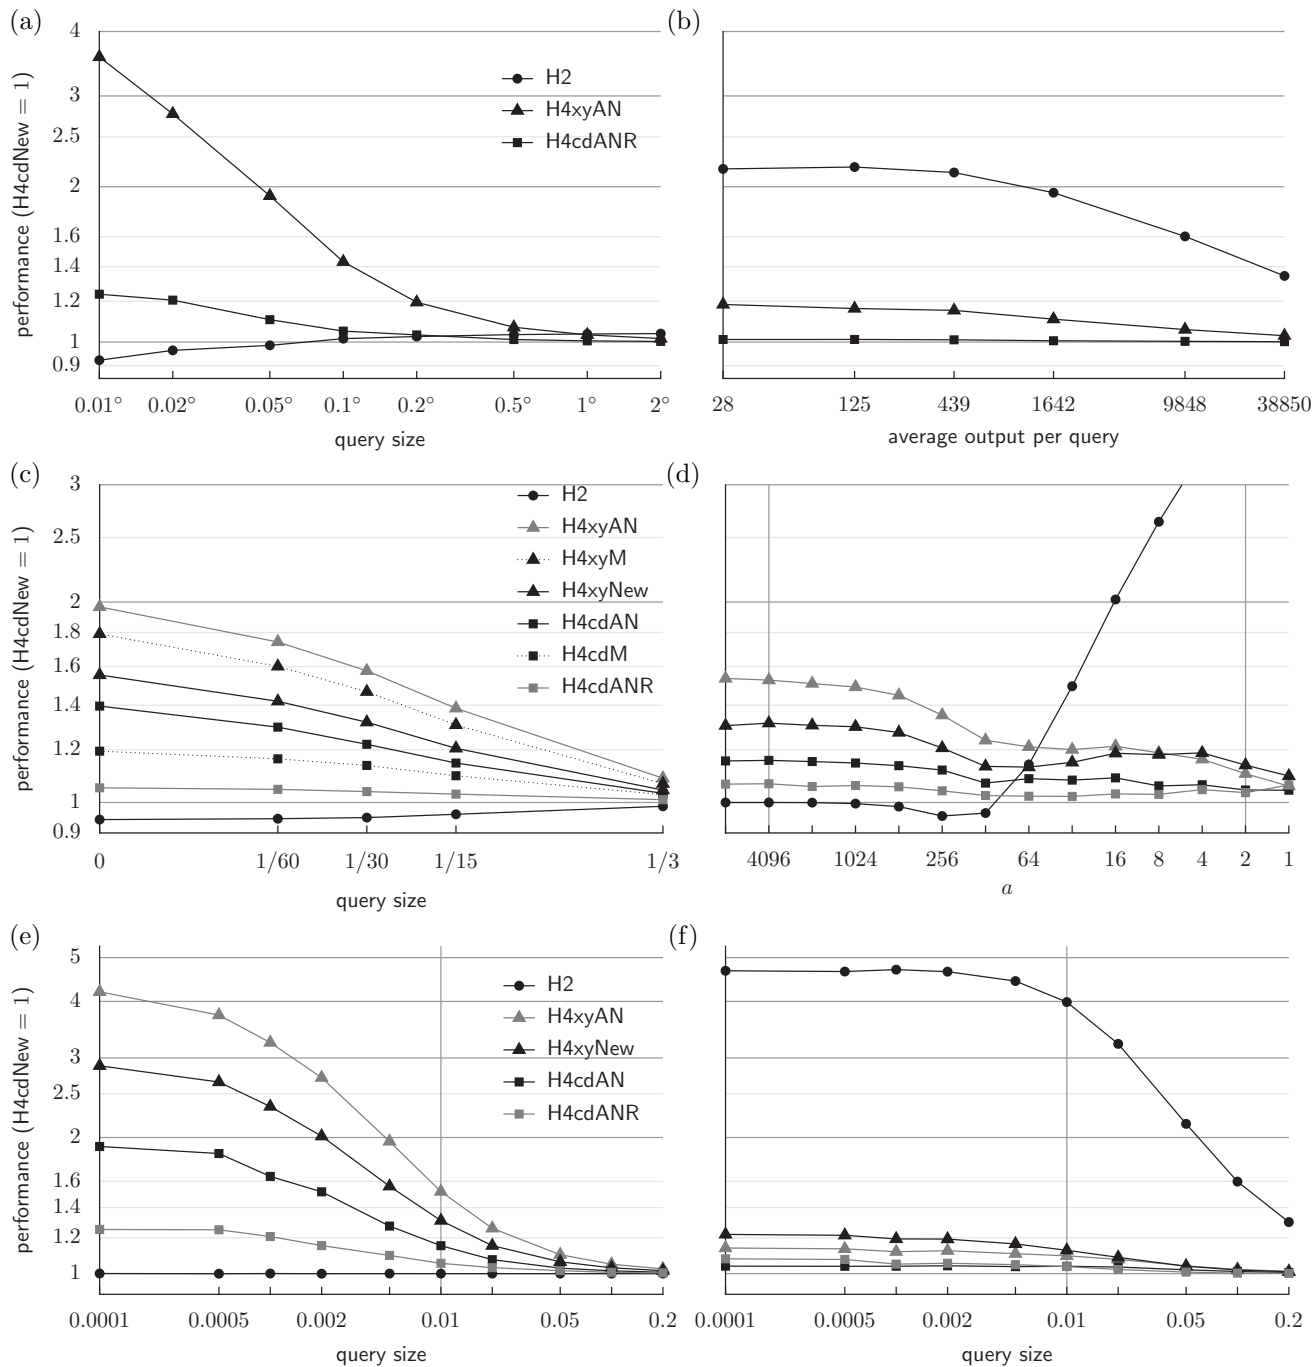 (a)
4
3
2.5
2
1.6
1.4
1.2
1
0.9
performance (H4cdNew = 1)
H2
H4xyAN
H4cdANR
0.01° 0.02° 0.05° 0.1° 0.2° 0.5° 1° 2°
query size
(b)
28 125 439 1642 9848 38850
average output per query
(c)
3
2.5
2
1.8
1.6
1.4
1.2
1
0.9
performance (H4cdNew = 1)
H2
H4xyAN
H4xyM
H4xyNew
H4cdAN
H4cdM
H4cdANR
0 1/60 1/30 1/15 1/3
query size
(d)
4096 1024 256 64 16 8 4 2 1
a
(e)
5
4
3
2.5
2
1.6
1.4
1.2
1
performance (H4cdNew = 1)
H2
H4xyAN
H4xyNew
H4cdAN
H4cdANR
0.0001 0.0005 0.002 0.01 0.05 0.2
query size
(f)
0.0001 0.0005 0.002 0.01 0.05 0.2
query size